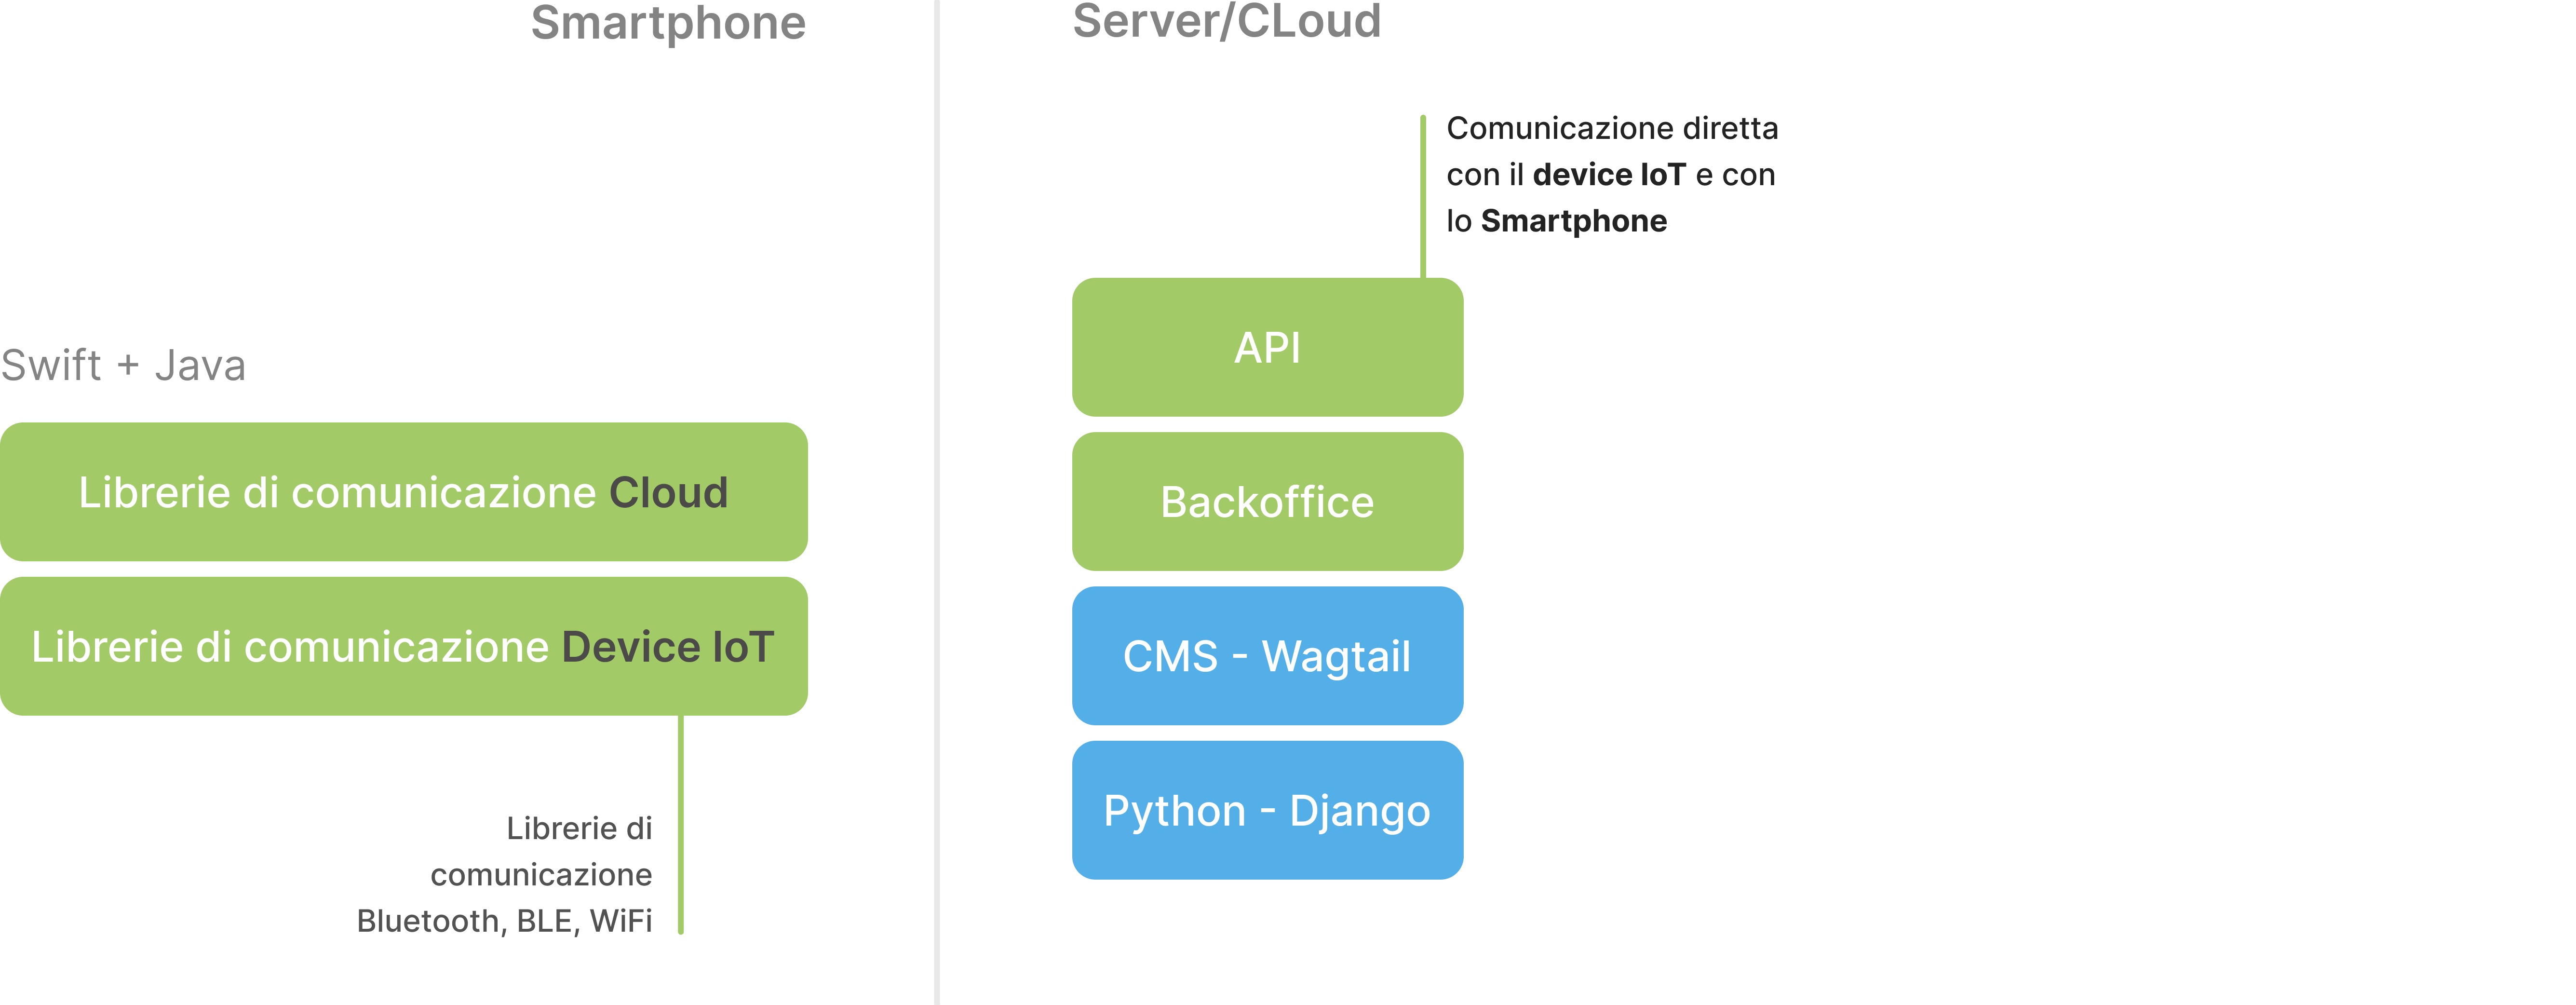 Smartphone
Swift + Java
Librerie di comunicazione Cloud
Librerie di comunicazione Device IoT
Librerie di
comunicazione
Bluetooth, BLE, WiFi
Server/CLoud
Comunicazione diretta
con il device IoT e con
lo Smartphone
API
Backoffice
CMS - Wagtail
Python - Django